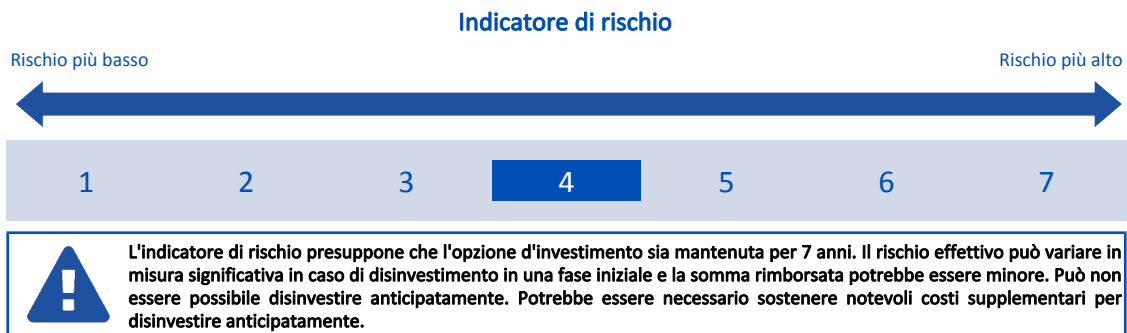 Indicatore di rischio
Rischio più basso
Rischio più alto
1 2 3 4 5 6 7
L'indicatore di rischio presuppone che l'opzione d'investimento sia mantenuta per 7 anni. Il rischio effettivo può variare in
misura significativa in caso di disinvestimento in una fase iniziale e la somma rimborsata potrebbe essere minore. Può non
essere possibile disinvestire anticipatamente. Potrebbe essere necessario sostenere notevoli costi supplementari per
disinvestire anticipatamente.